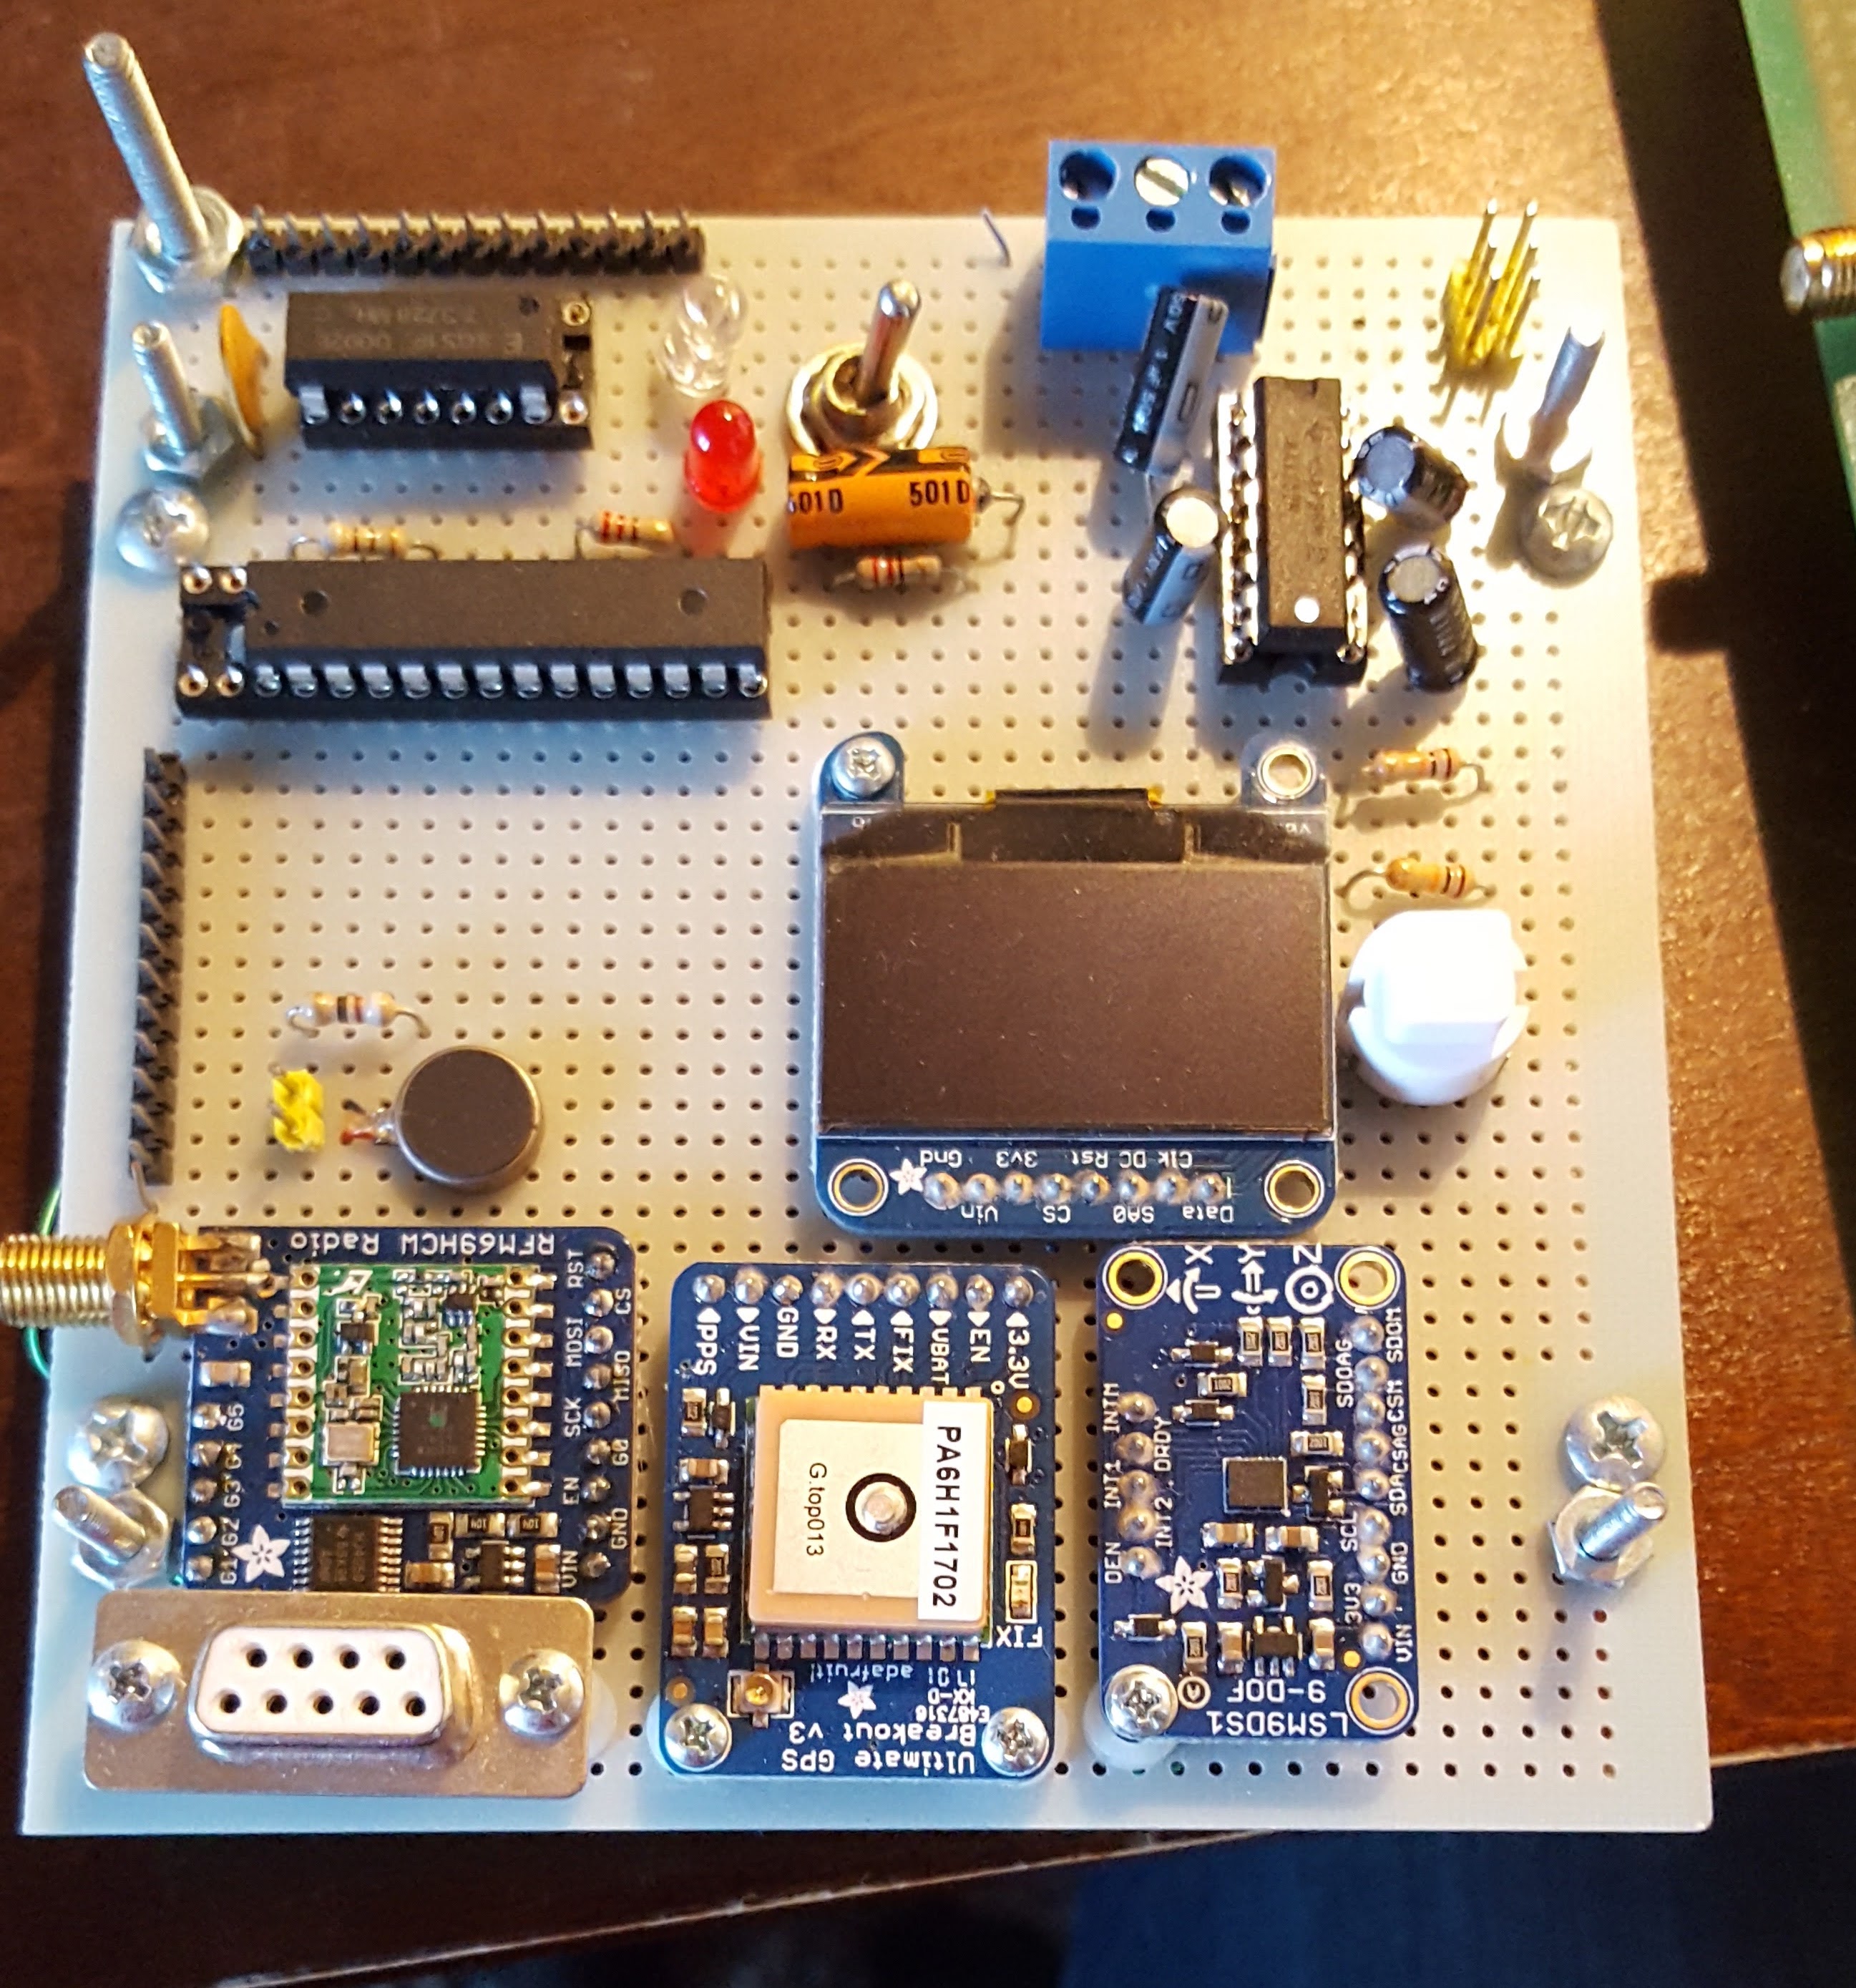 501D
501D
Gnd
3v3
Rst
DC
Clk
Vin
CS
SA0
Data
RFM69HCW Radio
RST
CS
MOSI
MISO
SCK
G0
EN
GND
VIN
G5
G4
G3
G2
G1
PPS
VIN
GND
RX
TX
FIX
VBAT
EN
3.3V
PA6H1F1702
G.top013
FIX
adafruit!
E467316
Ultimate GPS
Breakout v3
X
Y
Z
SDOM
SDOAG
CSM
CSAG
SDA
SCL
GND
3V3
VIN
INTM
DRDY
INT1
INT2
DEN
9-DOF
LSM9DS1